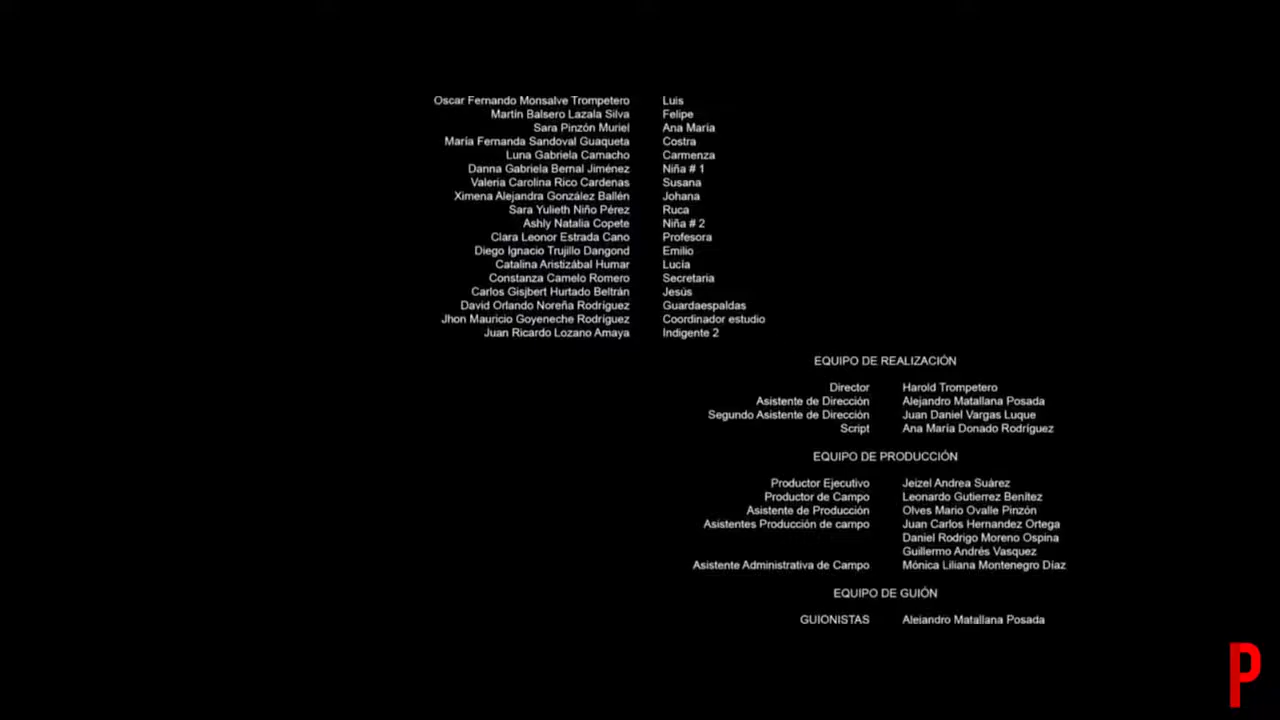 Oscar Fernando Monsalve Trompetero Luis
Martín Balsero Lazala Silva Felipe
Sara Pinzón Muriel Ana María
María Fernanda Sandoval Guaqueta Costra
Luna Gabriela Camacho Carmenza
Danna Gabriela Bernal Jiménez Niña # 1
Valeria Carolina Rico Cardenas Susana
Ximena Alejandra González Ballén Johana
Sara Yulieth Niño Pérez Ruca
Ashly Natalia Copete Niña # 2
Clara Leonor Estrada Cano Profesora
Diego Ignacio Trujillo Dangond Emilio
Catalina Aristizábal Humar Lucía
Constanza Camelo Romero Secretaria
Carlos Gisjbert Hurtado Beltrán Jesús
David Orlando Noreña Rodríguez Guardaespaldas
Jhon Mauricio Goyeneche Rodríguez Coordinador estudio
Juan Ricardo Lozano Amaya Indigente 2
EQUIPO DE REALIZACIÓN
Director Harold Trompetero
Asistente de Dirección Alejandro Matallana Posada
Segundo Asistente de Dirección Juan Daniel Vargas Luque
Script Ana María Donado Rodríguez
EQUIPO DE PRODUCCIÓN
Productor Ejecutivo Jeizel Andrea Suárez
Productor de Campo Leonardo Gutierrez Benítez
Asistente de Producción Olves Mario Ovalle Pinzón
Asistentes Producción de campo Juan Carlos Hernandez Ortega
Daniel Rodrigo Moreno Ospina
Guillermo Andrés Vasquez
Asistente Administrativa de Campo Mónica Liliana Montenegro Díaz
EQUIPO DE GUIÓN
GUIONISTAS Alejandro Matallana Posada
P